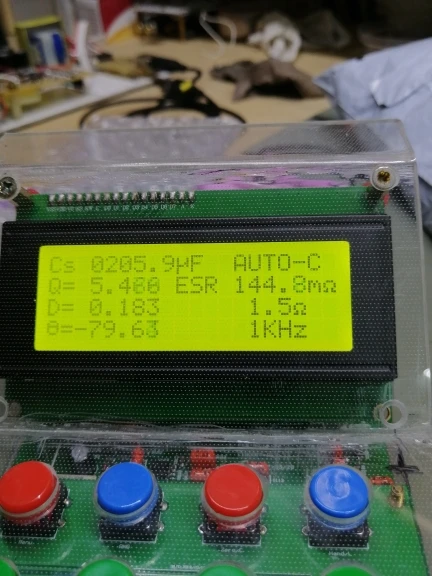 Cs 0205.9µF AUTO-C
Q= 5.460 ESR 144.8mΩ
D= 0.183 1.5Ω
θ=-79.63 1KHz